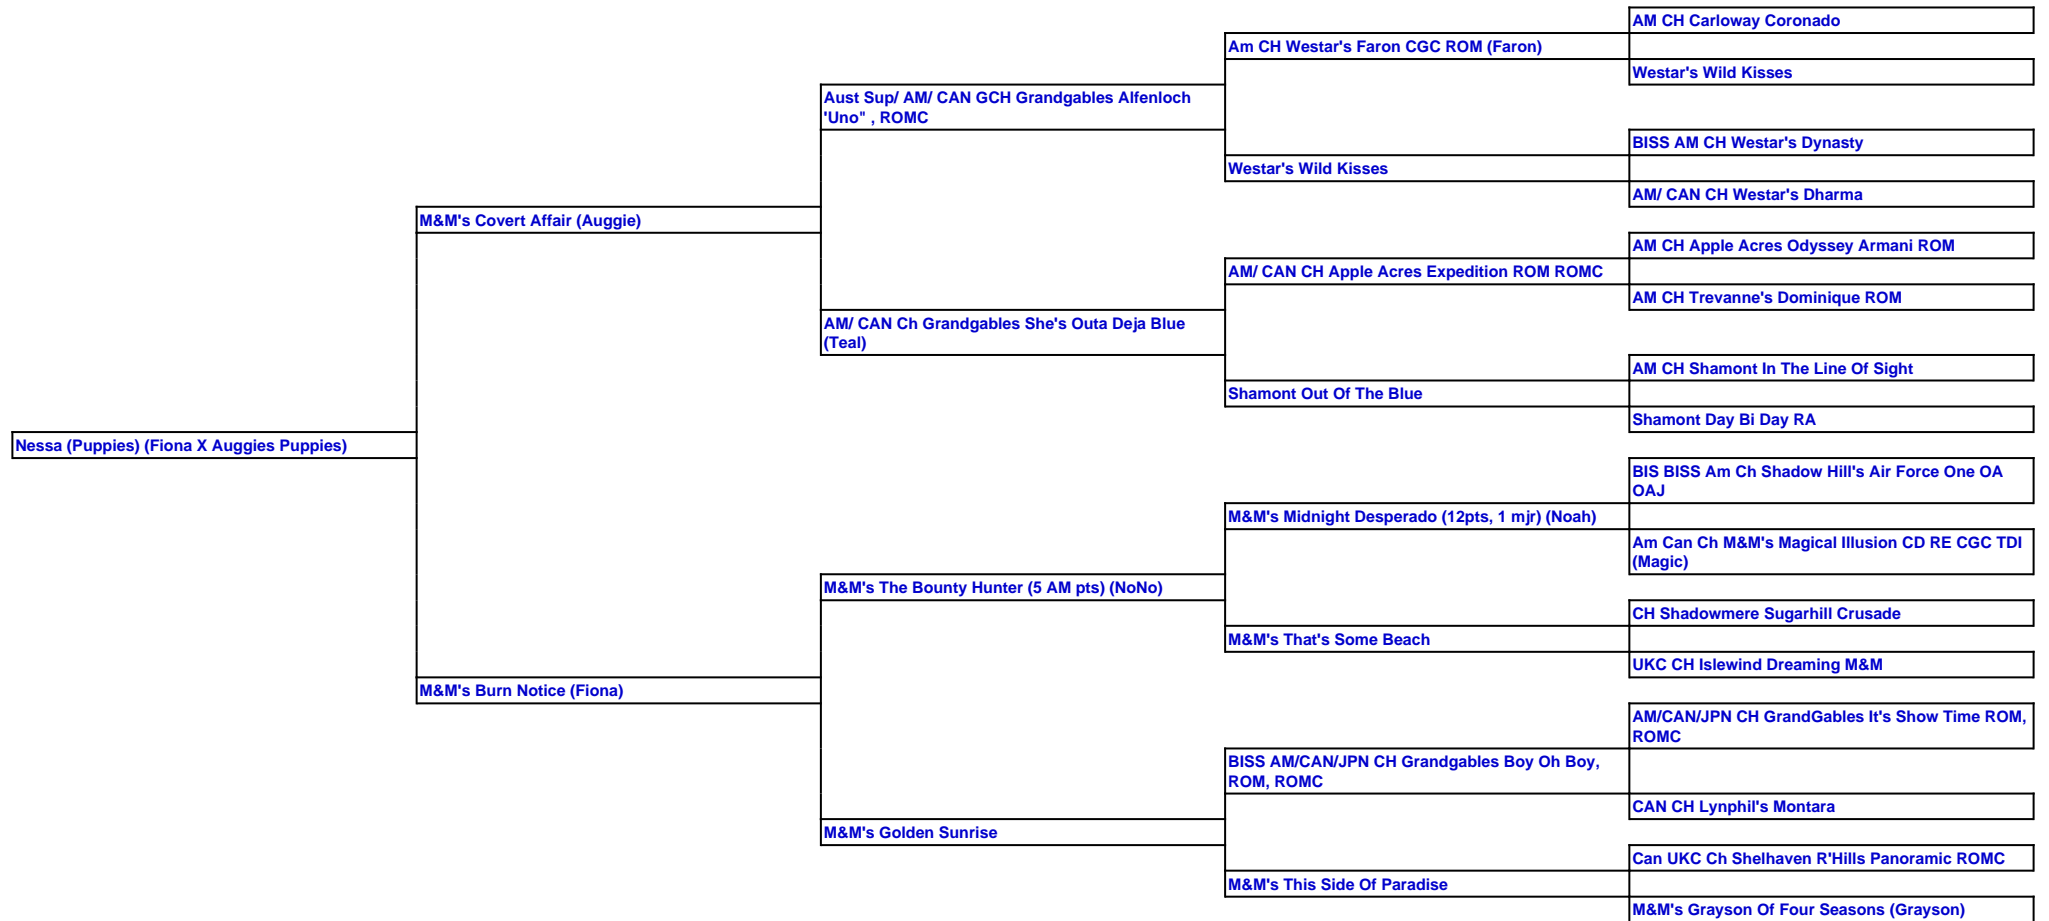 AM CH Carloway Coronado
Am CH Westar's Faron CGC ROM (Faron)
Westar's Wild Kisses
Aust Sup/ AM/ CAN GCH Grandgables Alfenloch
'Uno" , ROMC
BISS AM CH Westar's Dynasty
Westar's Wild Kisses
AM/ CAN CH Westar's Dharma
M&M's Covert Affair (Auggie)
AM CH Apple Acres Odyssey Armani ROM
AM/ CAN CH Apple Acres Expedition ROM ROMC
AM CH Trevanne's Dominique ROM
AM/ CAN Ch Grandgables She's Outa Deja Blue
(Teal)
AM CH Shamont In The Line Of Sight
Shamont Out Of The Blue
Shamont Day Bi Day RA
Nessa (Puppies) (Fiona X Auggies Puppies)
BIS BISS Am Ch Shadow Hill's Air Force One OA
OAJ
M&M's Midnight Desperado (12pts, 1 mjr) (Noah)
Am Can Ch M&M's Magical Illusion CD RE CGC TDI
(Magic)
M&M's The Bounty Hunter (5 AM pts) (NoNo)
CH Shadowmere Sugarhill Crusade
M&M's That's Some Beach
UKC CH Islewind Dreaming M&M
M&M's Burn Notice (Fiona)
AM/CAN/JPN CH GrandGables It's Show Time ROM,
ROMC
BISS AM/CAN/JPN CH Grandgables Boy Oh Boy,
ROM, ROMC
CAN CH Lynphil's Montara
M&M's Golden Sunrise
Can UKC Ch Shelhaven R'Hills Panoramic ROMC
M&M's This Side Of Paradise
M&M's Grayson Of Four Seasons (Grayson)